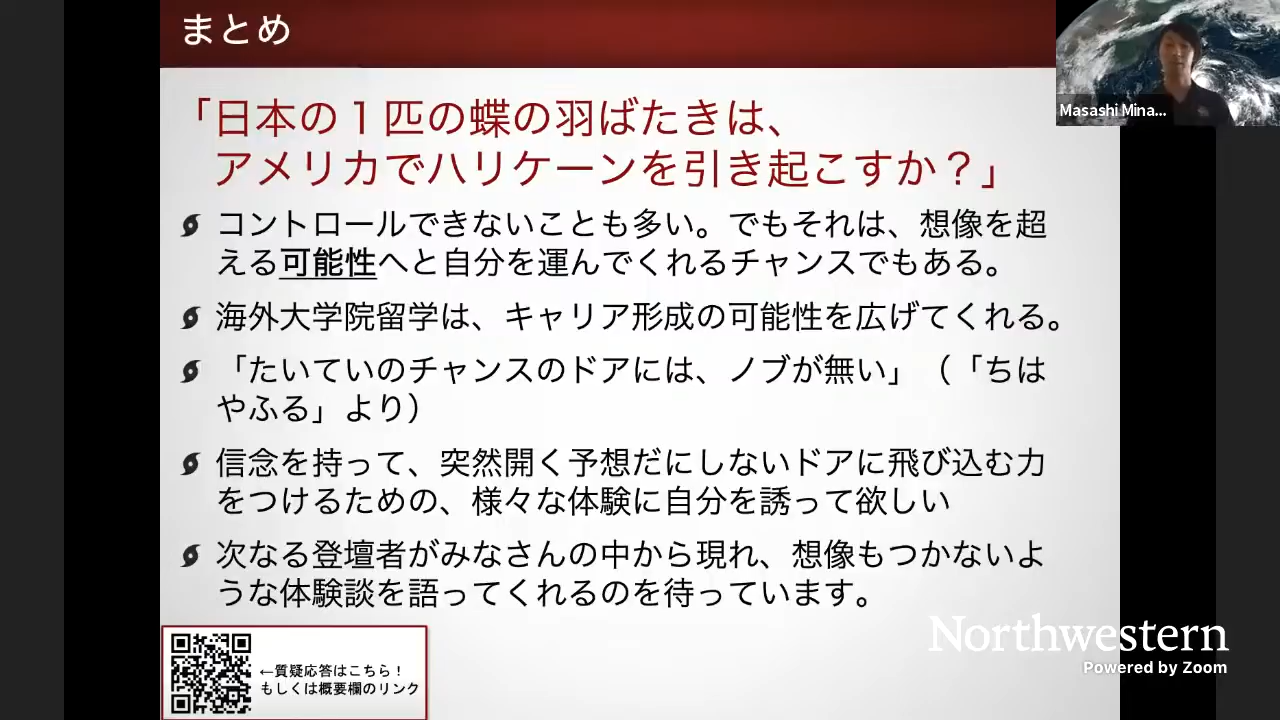 まとめ
「日本の１匹の蝶の羽ばたきは、
アメリカでハリケーンを引き起こすか？」
コントロールできないことも多い。でもそれは、想像を超
える可能性へと自分を運んでくれるチャンスでもある。
海外大学院留学は、キャリア形成の可能性を広げてくれる。
「たいていのチャンスのドアには、ノブが無い」（「ちは
やふる」より）
信念を持って、突然開く予想だにしないドアに飛び込む力
をつけるための、様々な体験に自分を誘って欲しい
次なる登壇者がみなさんの中から現れ、想像もつかないよ
うな体験談を語ってくれるのを待っています。
←質疑応答はこちら！
もしくは概要欄のリンク
Masashi Mina...
Northwestern
Powered by Zoom